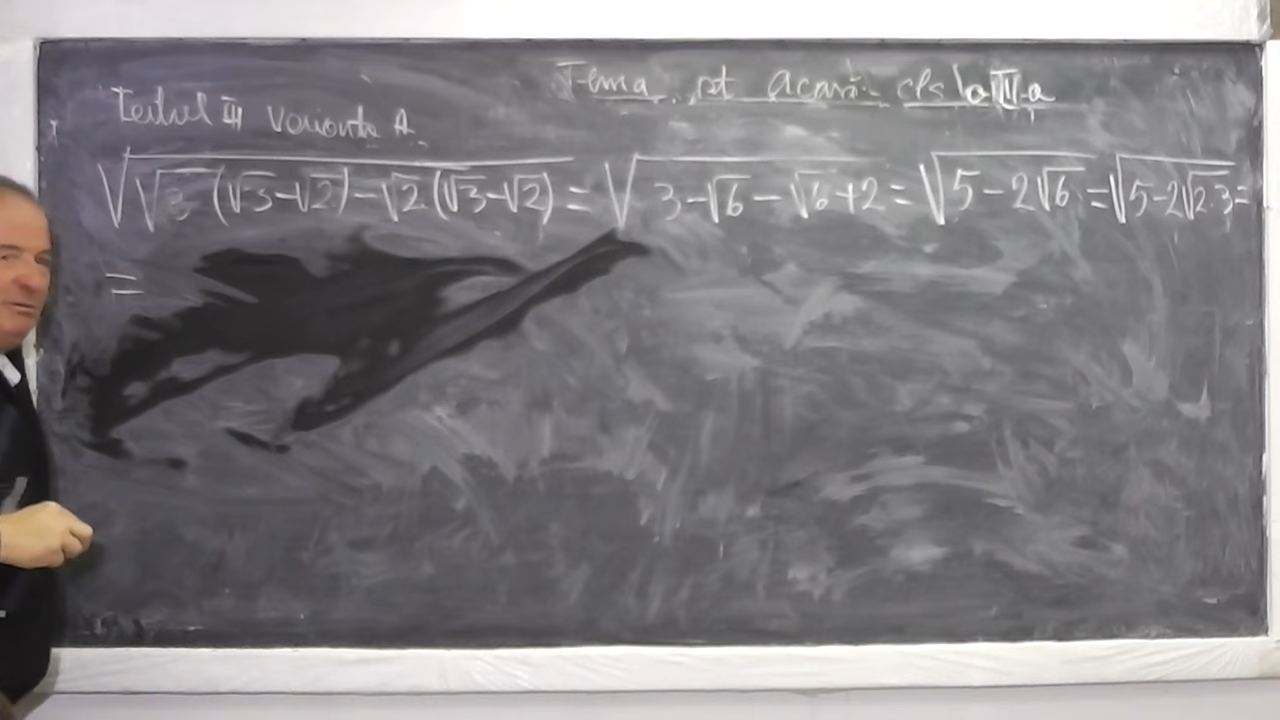 Tema pt acasă cls a III-a
Testul III Varianta A.
√(√3(√3-√2)-√2(√3-√2)) = √(3-√6-√6+2) = √(5-2√6) = √(5-2√(2·3)) =
=